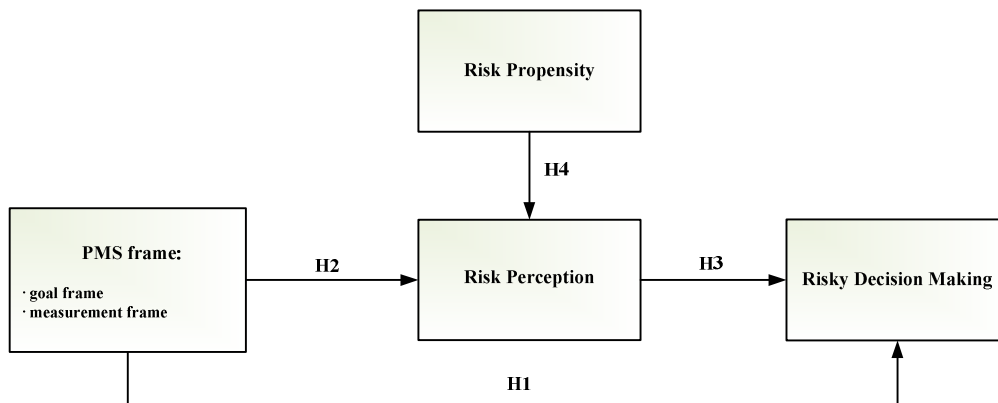 Risk Propensity
H4
PMS frame:
· goal frame
· measurement frame
H2
Risk Perception
H3
Risky Decision Making
H1